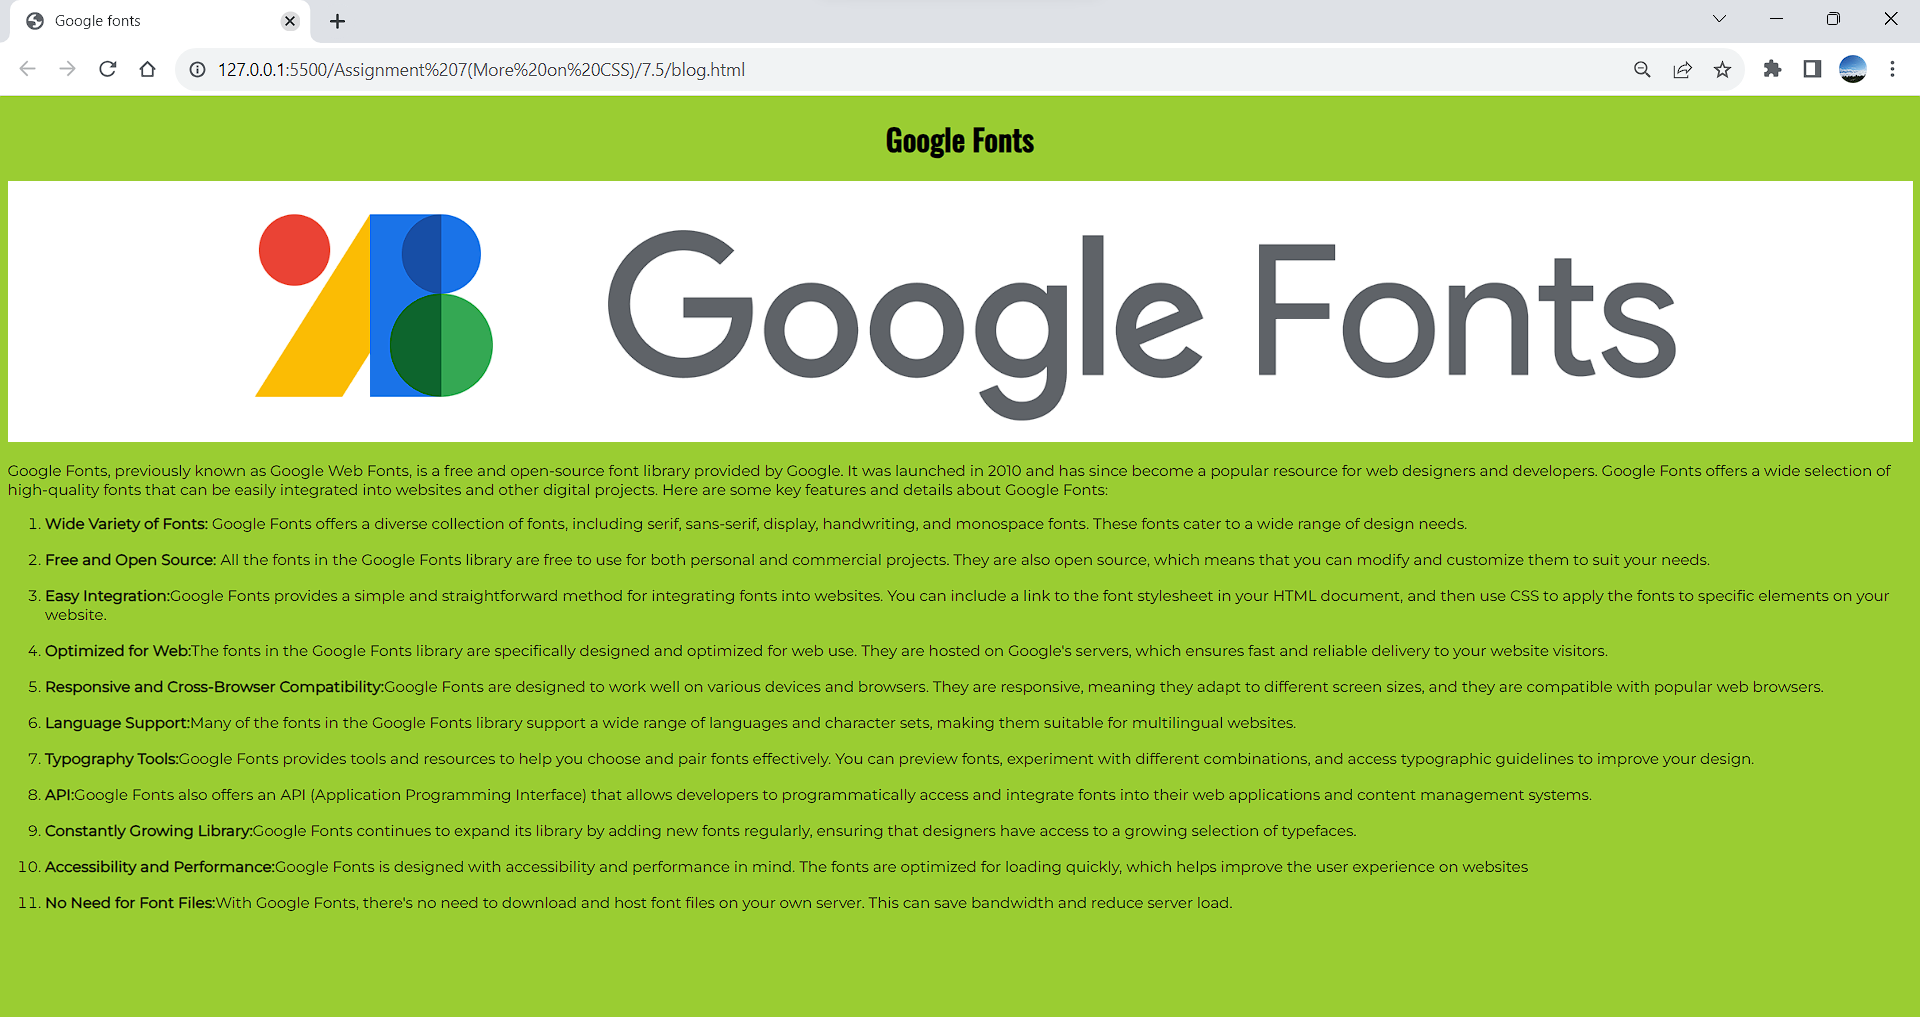 Google fonts
127.0.0.1:5500/Assignment%207(More%20on%20CSS)/7.5/blog.html
Google Fonts
Google Fonts
Google Fonts, previously known as Google Web Fonts, is a free and open-source font library provided by Google. It was launched in 2010 and has since become a popular resource for web designers and developers. Google Fonts offers a wide selection of
high-quality fonts that can be easily integrated into websites and other digital projects. Here are some key features and details about Google Fonts:
1. Wide Variety of Fonts: Google Fonts offers a diverse collection of fonts, including serif, sans-serif, display, handwriting, and monospace fonts. These fonts cater to a wide range of design needs.
2. Free and Open Source: All the fonts in the Google Fonts library are free to use for both personal and commercial projects. They are also open source, which means that you can modify and customize them to suit your needs.
3. Easy Integration:Google Fonts provides a simple and straightforward method for integrating fonts into websites. You can include a link to the font stylesheet in your HTML document, and then use CSS to apply the fonts to specific elements on your
website.
4. Optimized for Web:The fonts in the Google Fonts library are specifically designed and optimized for web use. They are hosted on Google's servers, which ensures fast and reliable delivery to your website visitors.
5. Responsive and Cross-Browser Compatibility:Google Fonts are designed to work well on various devices and browsers. They are responsive, meaning they adapt to different screen sizes, and they are compatible with popular web browsers.
6. Language Support:Many of the fonts in the Google Fonts library support a wide range of languages and character sets, making them suitable for multilingual websites.
7. Typography Tools:Google Fonts provides tools and resources to help you choose and pair fonts effectively. You can preview fonts, experiment with different combinations, and access typographic guidelines to improve your design.
8. API:Google Fonts also offers an API (Application Programming Interface) that allows developers to programmatically access and integrate fonts into their web applications and content management systems.
9. Constantly Growing Library:Google Fonts continues to expand its library by adding new fonts regularly, ensuring that designers have access to a growing selection of typefaces.
10. Accessibility and Performance:Google Fonts is designed with accessibility and performance in mind. The fonts are optimized for loading quickly, which helps improve the user experience on websites
11. No Need for Font Files:With Google Fonts, there's no need to download and host font files on your own server. This can save bandwidth and reduce server load.